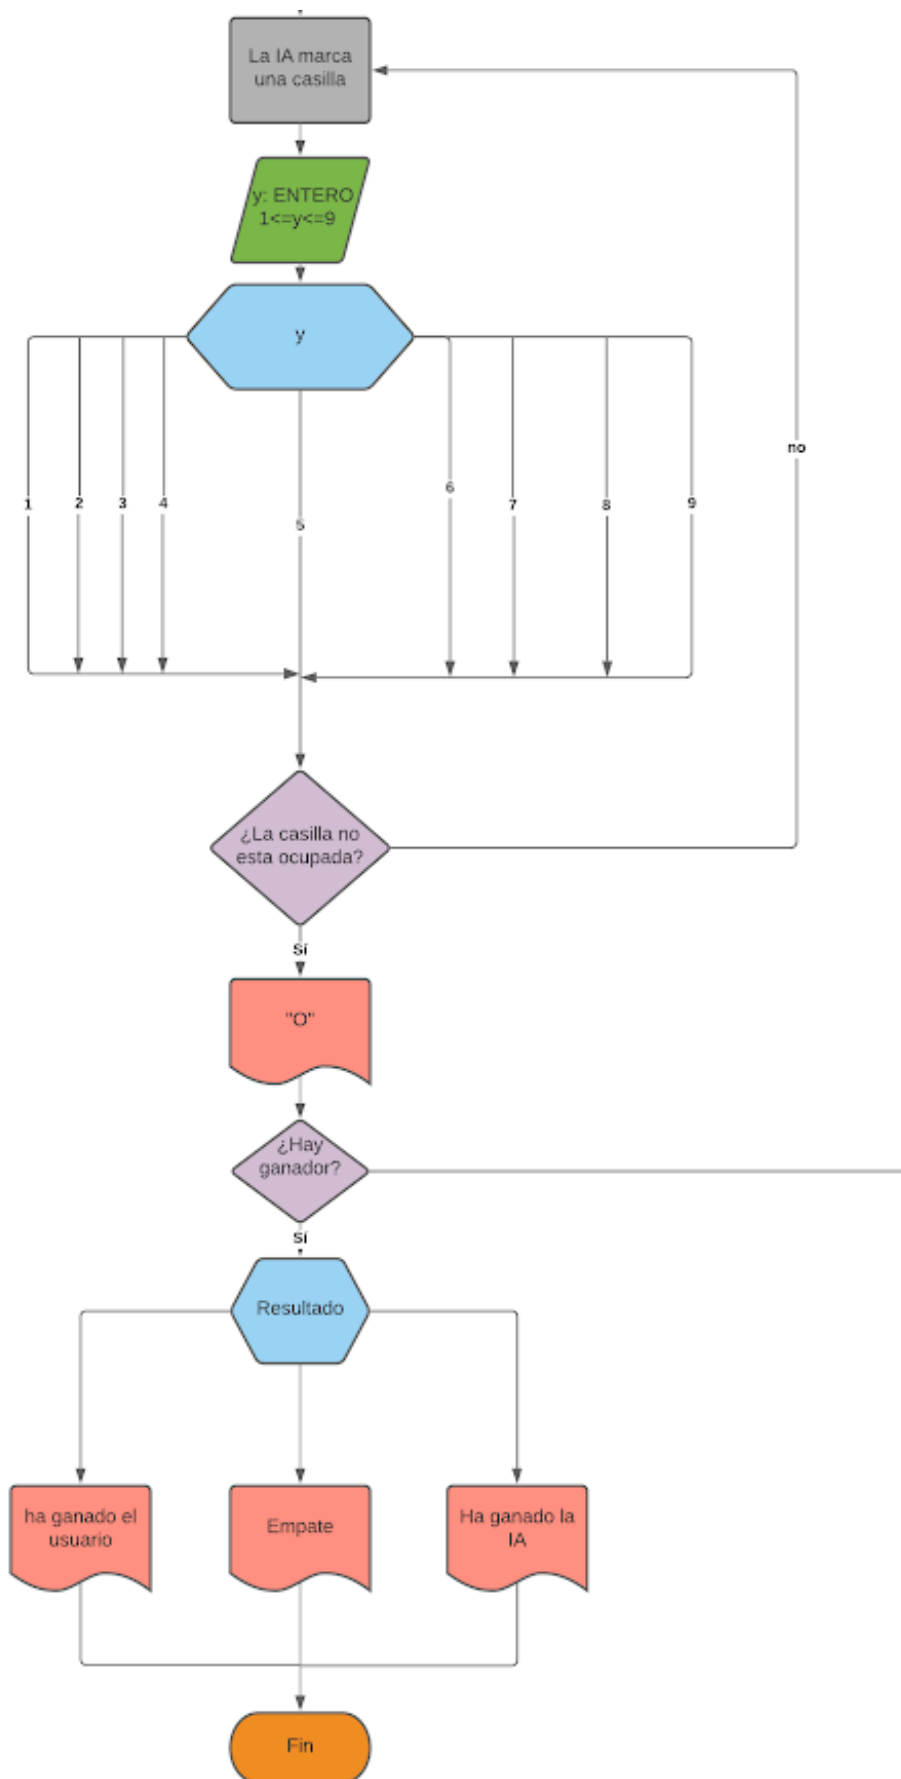 La IA marca
una casilla
y: ENTERO
1<=y<=9
y
no
1
2
3
4
5
6
7
8
9
¿La casilla no
esta ocupada?
Sí
"O"
¿Hay
ganador?
Sí
Resultado
ha ganado el
usuario
Empate
Ha ganado la
IA
Fin